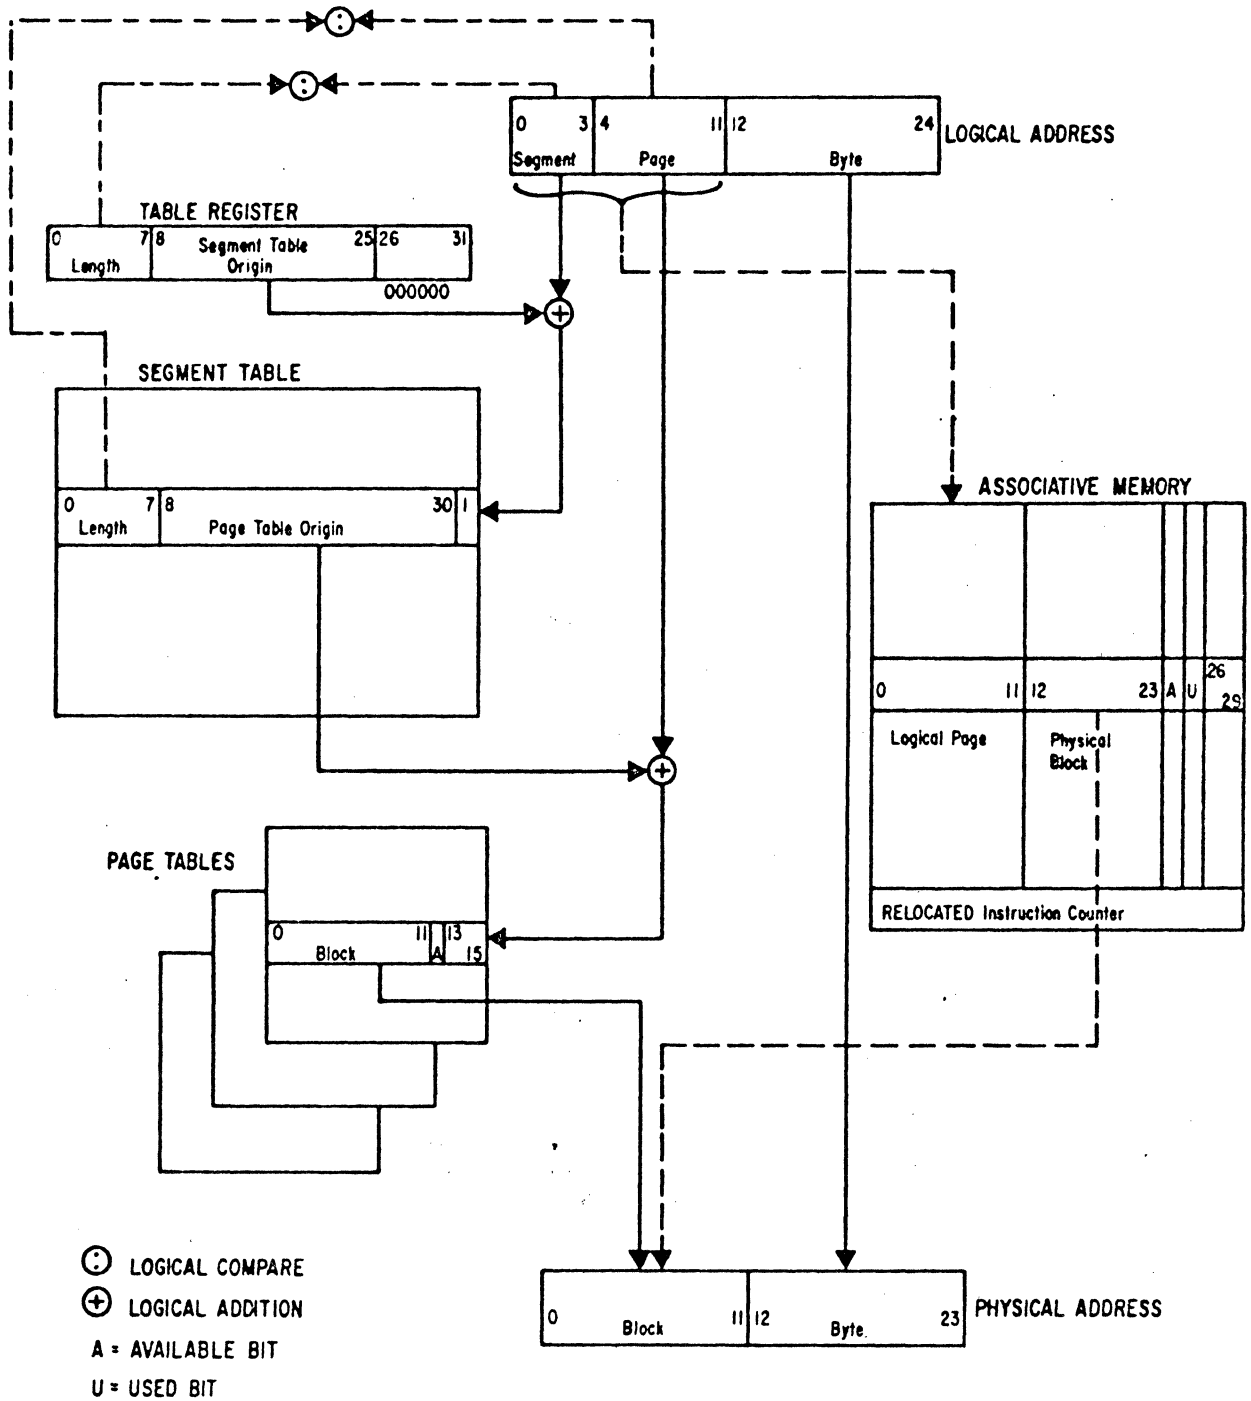 0 3 4 11 12 24
LOGICAL ADDRESS
Segment Page Byte
TABLE REGISTER
0 7 8 Segment Table 25 26 31
Length Origin
000000
SEGMENT TABLE
0 7 8 30 1
Length Page Table Origin
ASSOCIATIVE MEMORY
26
0 11 12 23 A U
29
Logical Page Physical
Block
PAGE TABLES
0 11 13
Block A 15
RELOCATED Instruction Counter
: LOGICAL COMPARE
+ LOGICAL ADDITION
A = AVAILABLE BIT
U = USED BIT
0 11 12 23
PHYSICAL ADDRESS
Block Byte